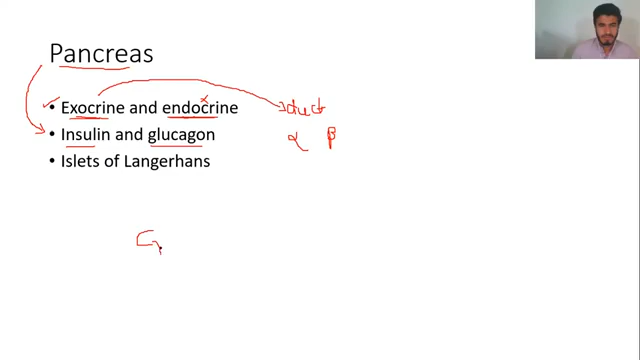 Pancreas
• Exocrine and endocrine
duct
• Insulin and glucagon
α β
• Islets of Langerhans